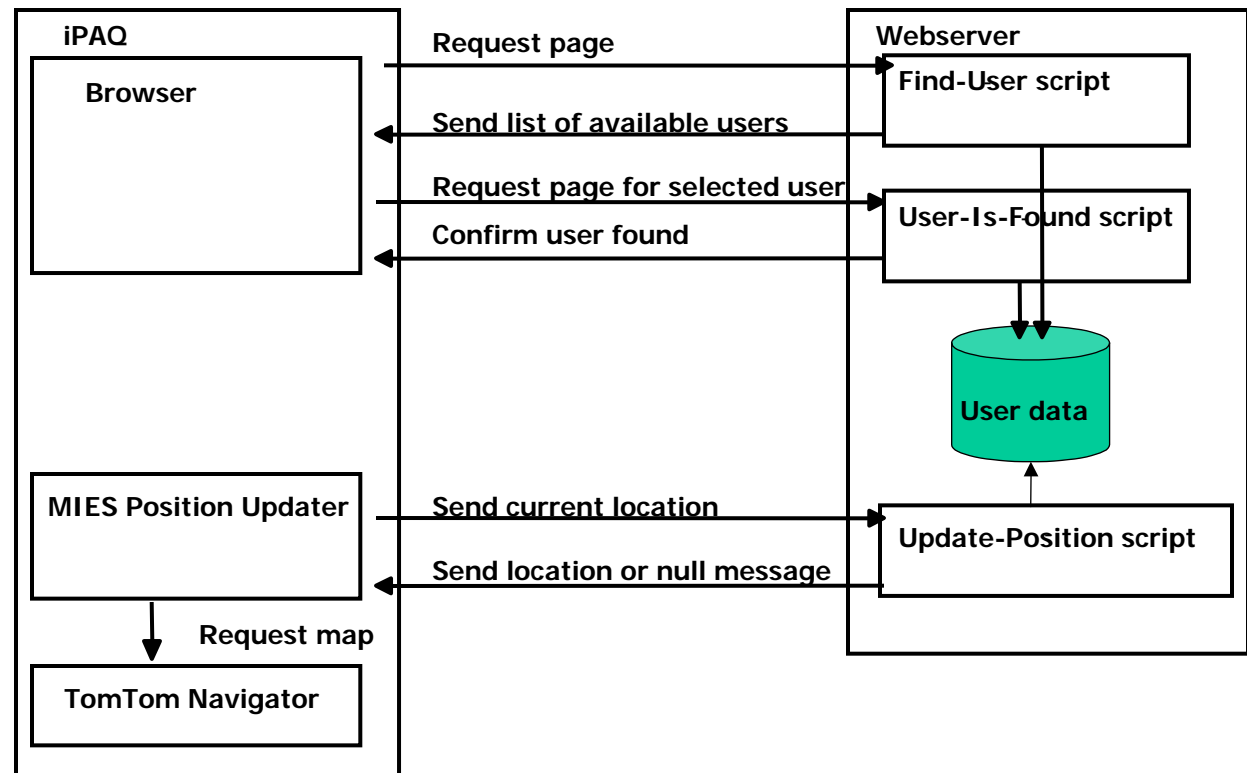 iPAQ
Request page
Webserver
Browser
Find-User script
Send list of available users
Request page for selected user
User-Is-Found script
Confirm user found
User data
MIES Position Updater
Send current location
Update-Position script
Send location or null message
Request map
TomTom Navigator